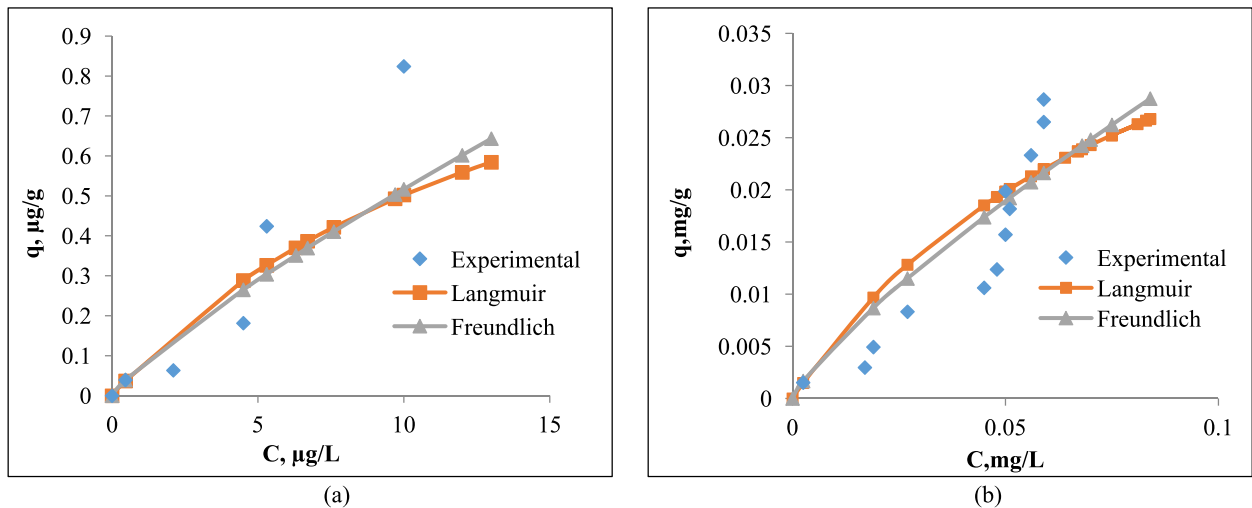 0.9
0.8
0.7
0.6
0.5
0.4
0.3
0.2
0.1
0
q, µg/g
0
5
10
15
C, µg/L
Experimental
Langmuir
Freundlich
(a)
0.035
0.03
0.025
0.02
0.015
0.01
0.005
0
q,mg/g
0
0.05
0.1
C,mg/L
Experimental
Langmuir
Freundlich
(b)